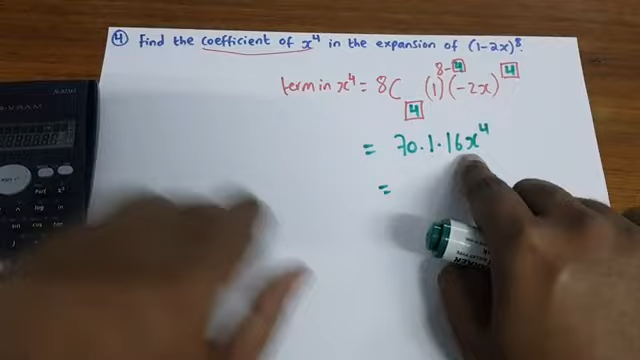 ④ Find the coefficient of x⁴ in the expansion of (1-2x)⁸.
term in x⁴ = 8C₄ (1)⁸⁻⁴ (-2x)⁴
= 70.1.16x⁴
=